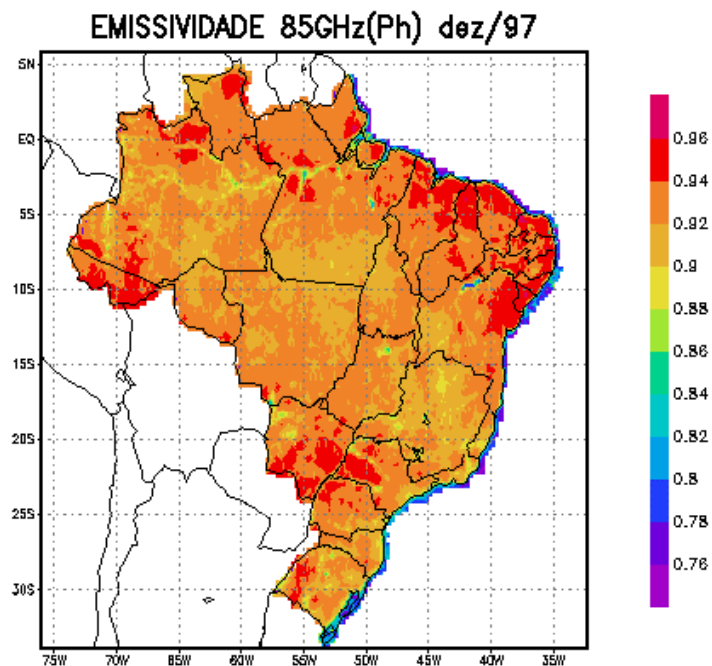 EMISSIVIDADE 85GHz(Ph) dez/97
5N
EQ
5S
10S
15S
20S
25S
30S
75W 70W 65W 60W 55W 50W 45W 40W 35W
0.96
0.94
0.92
0.9
0.88
0.86
0.84
0.82
0.8
0.78
0.76